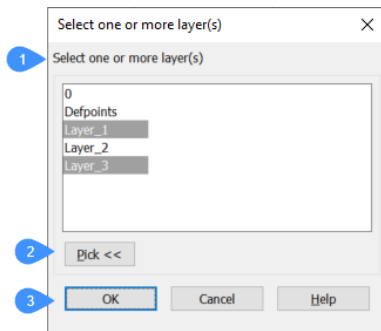 Select one or more layer(s)
1 Select one or more layer(s)
0
Defpoints
Layer_1
Layer_2
Layer_3
2 Pick <<
3 OK Cancel Help